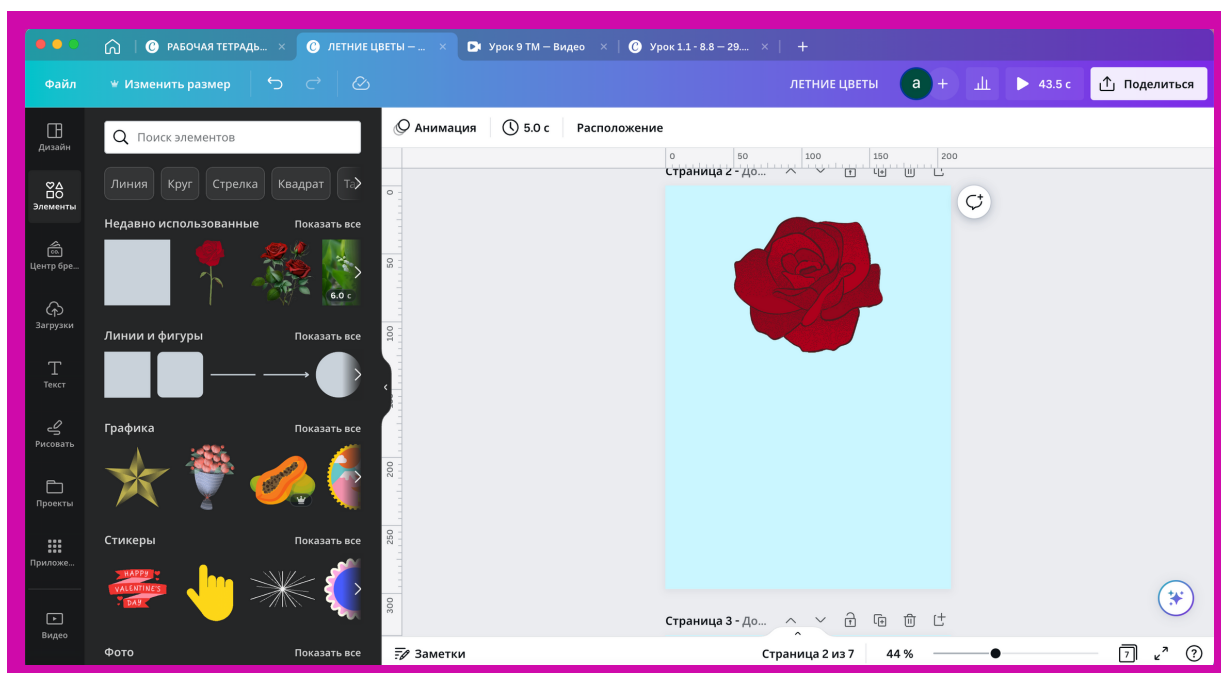 РАБОЧАЯ ТЕТРАДЬ... ЛЕТНИЕ ЦВЕТЫ — ... Урок 9 ТМ — Видео Урок 1.1 - 8.8 — 29....
Файл Изменить размер ЛЕТНИЕ ЦВЕТЫ a + 43.5 с Поделиться
Дизайн
Элементы
Центр бре...
Загрузки
Текст
Рисовать
Проекты
Приложе...
Видео
Поиск элементов
Линия Круг Стрелка Квадрат
Недавно использованные Показать все
6.0 с
Линии и фигуры Показать все
Графика Показать все
Стикеры Показать все
HAPPY
VALENTINE'S
DAY
Фото Показать все
Анимация 5.0 с Расположение
0 50 100 150 200
Страница 2 - До...
0
50
100
200
250
300
Страница 3 - До...
Заметки Страница 2 из 7 44 % 7 ?